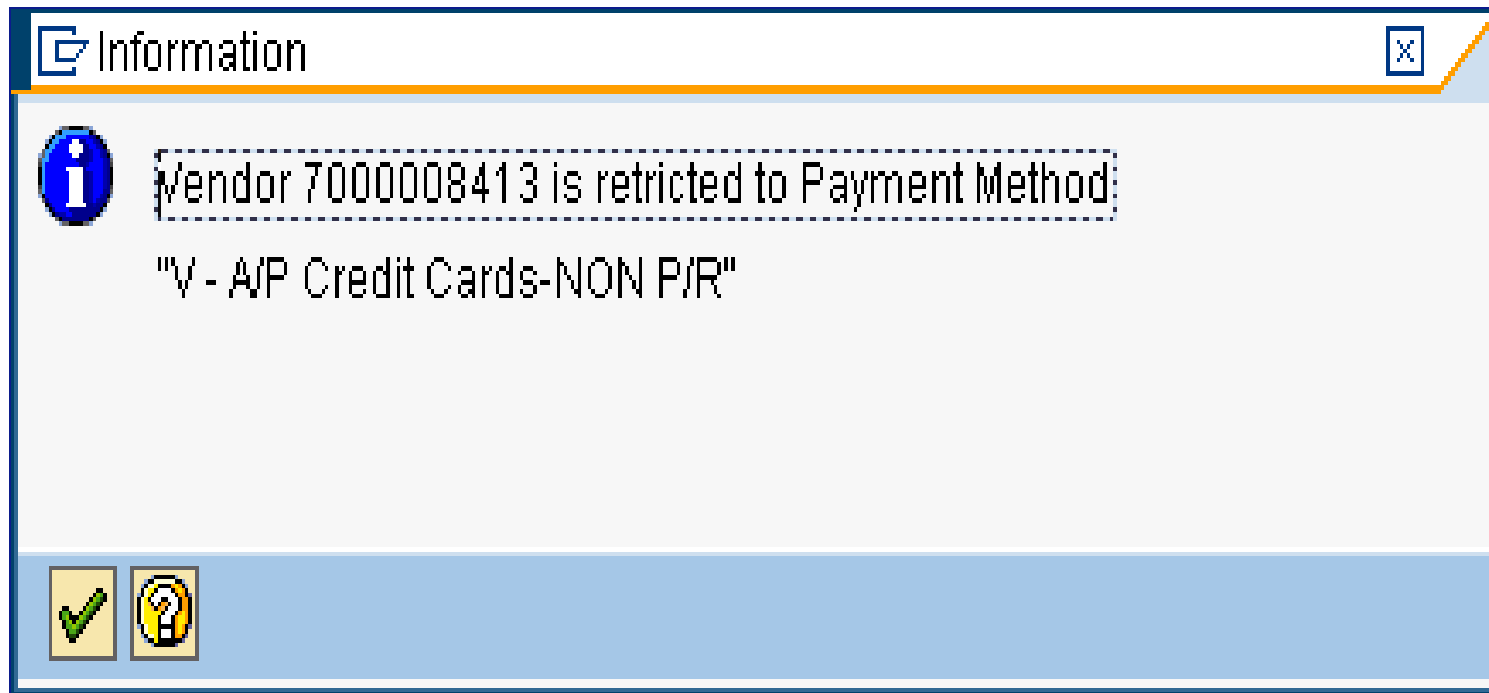 Information
Vendor 7000008413 is retricted to Payment Method
"V - A/P Credit Cards-NON P/R"